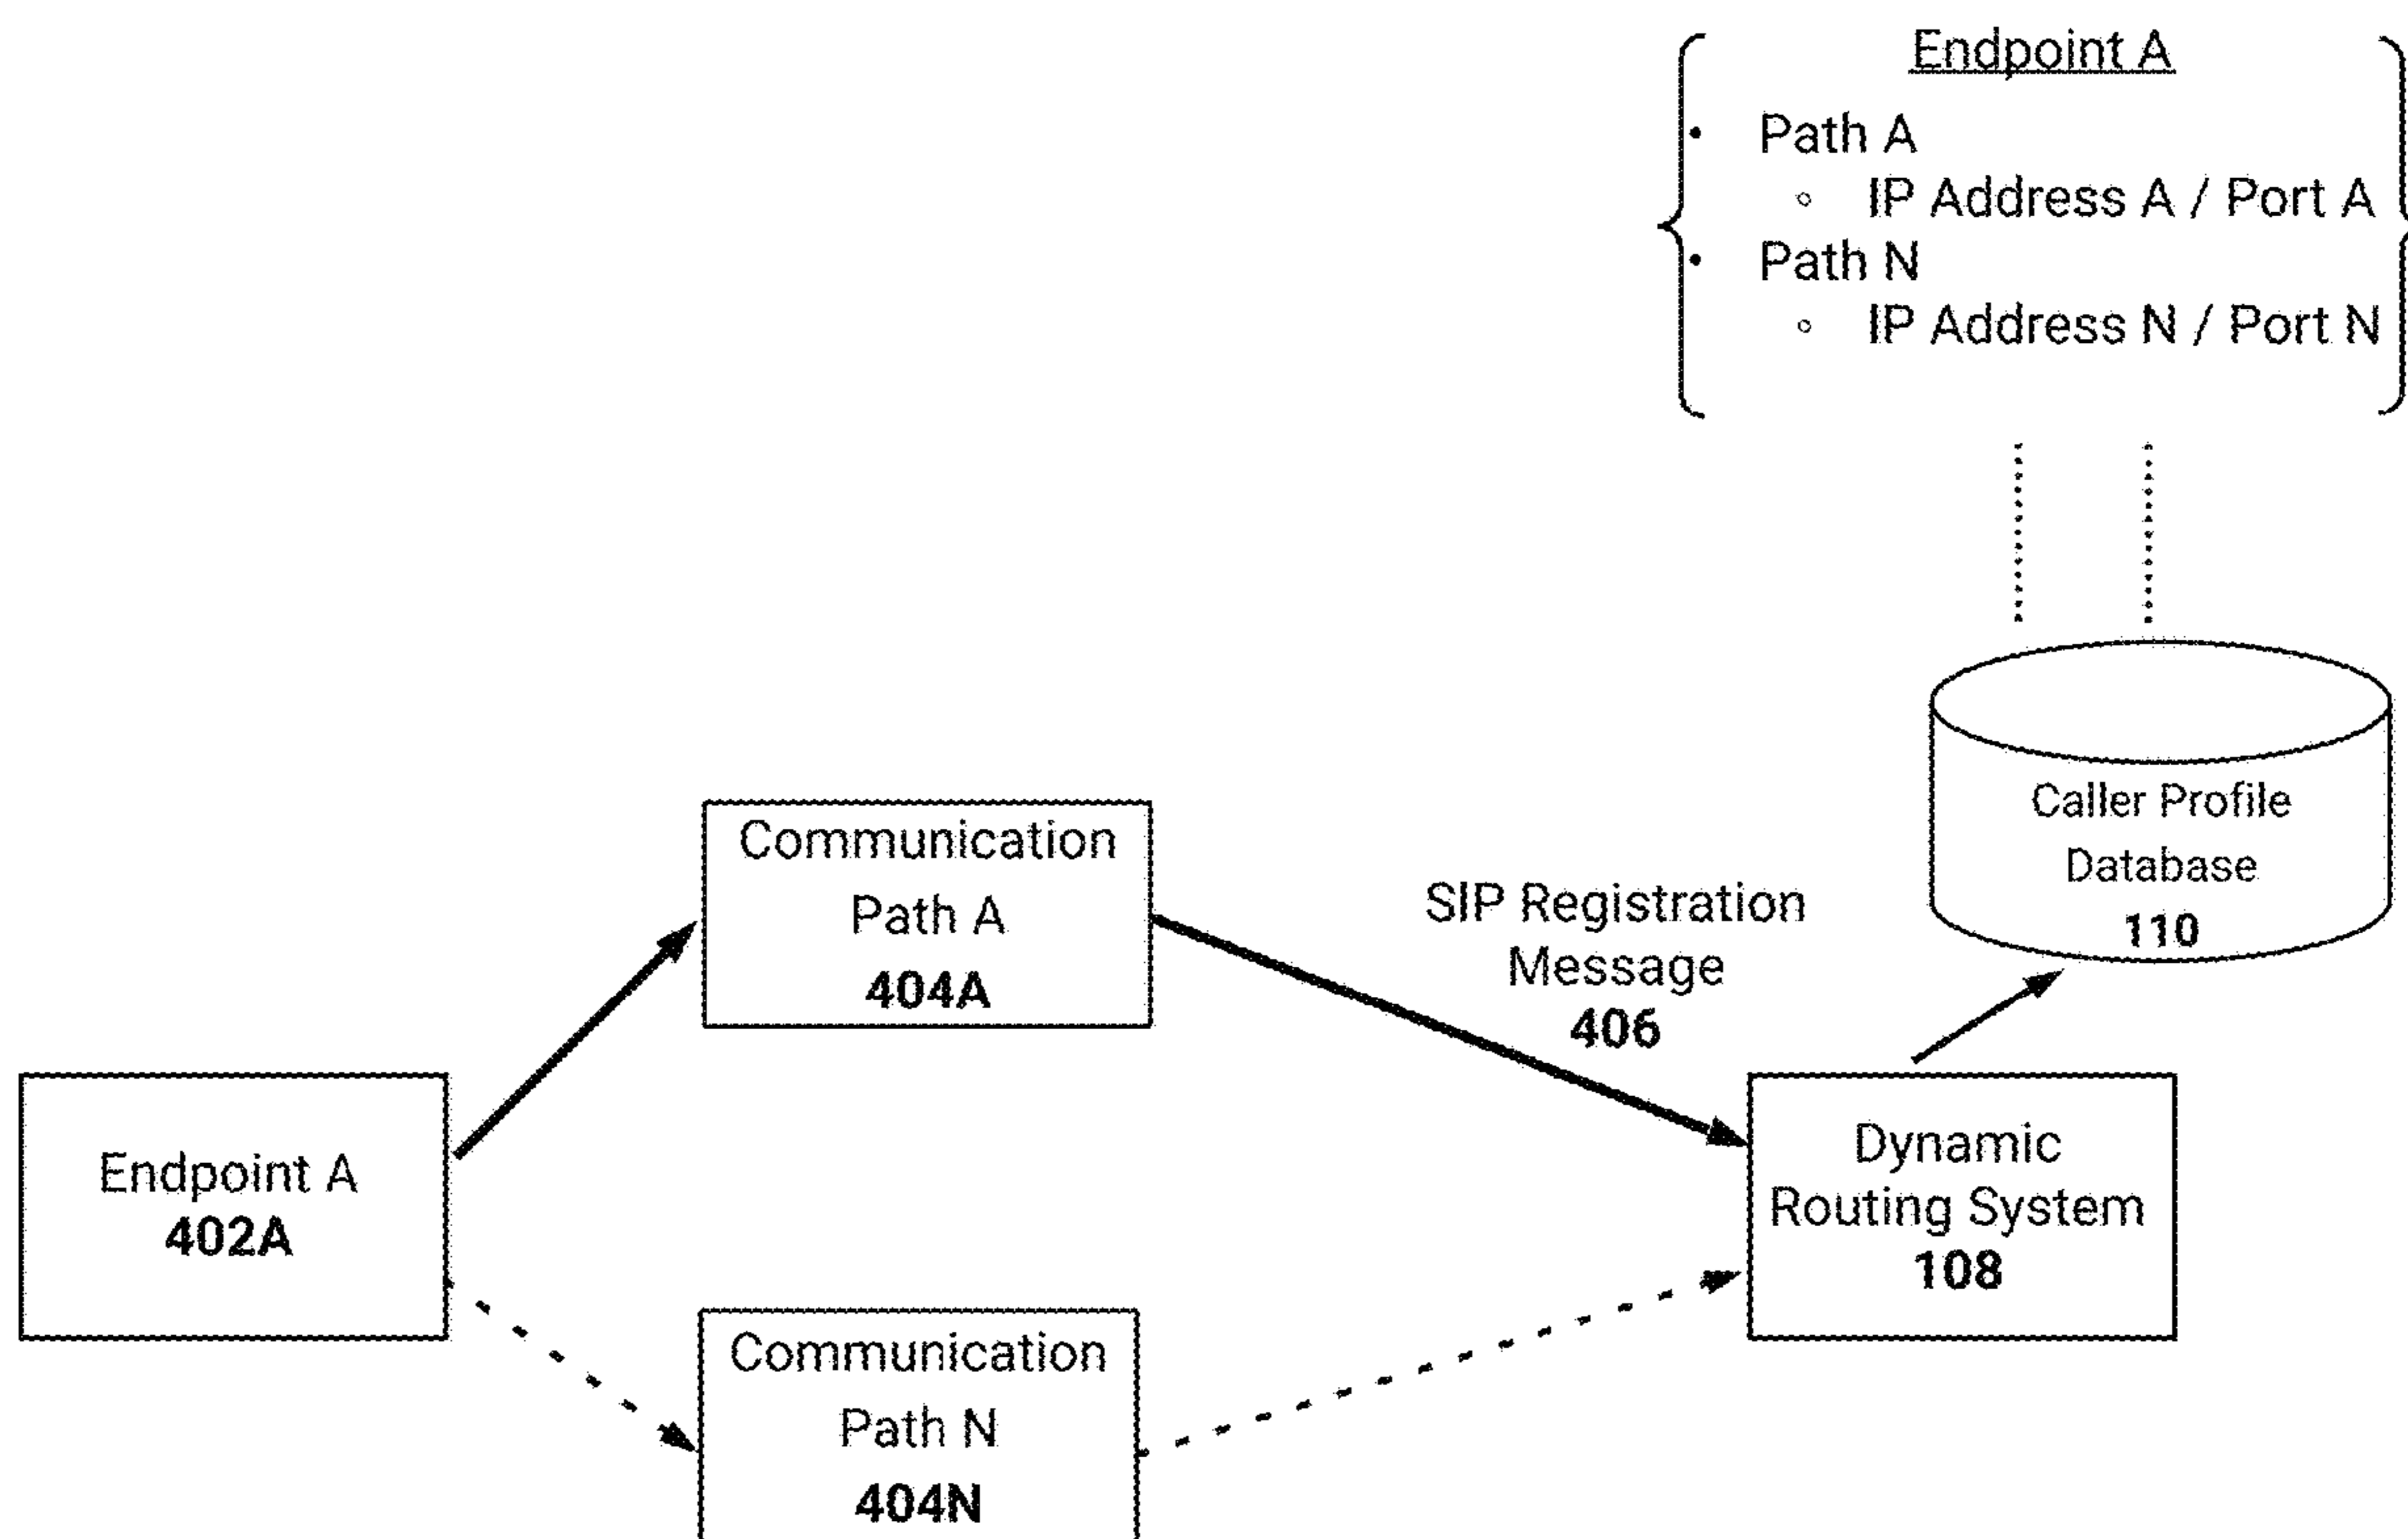 Endpoint A
• Path A
◦ IP Address A / Port A
• Path N
◦ IP Address N / Port N
Caller Profile
Database
110
Communication
Path A
404A
SIP Registration
Message
406
Endpoint A
402A
Dynamic
Routing System
108
Communication
Path N
404N